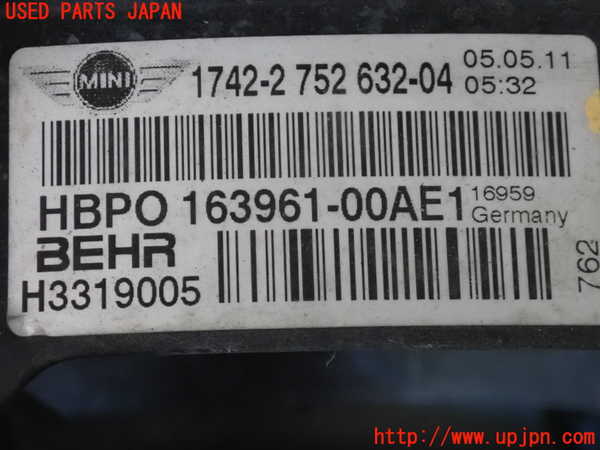 USED PARTS JAPAN
MINI 1742-2 752 632-04 05.05.11
05:32
HBPO 163961-00AE1 16959
Germany
BEHR
H3319005
762
http://www.upjpn.com/